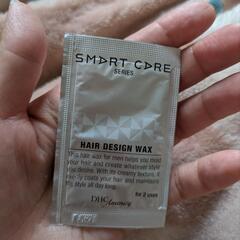 SMART CARE
SERIES
HAIR DESIGN WAX
This hair wax for men helps you mold
your hair and create whatever style
you desire. With its creamy texture, it
coats your hair and maintains
its style all day long.
for 2 uses
DHC